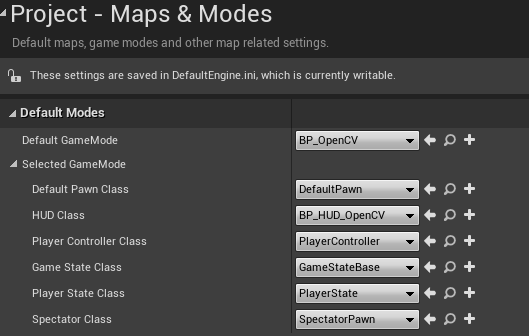 Project - Maps & Modes
Default maps, game modes and other map related settings.
These settings are saved in DefaultEngine.ini, which is currently writable.
Default Modes
Default GameMode BP_OpenCV
Selected GameMode
Default Pawn Class DefaultPawn
HUD Class BP_HUD_OpenCV
Player Controller Class PlayerController
Game State Class GameStateBase
Player State Class PlayerState
Spectator Class SpectatorPawn